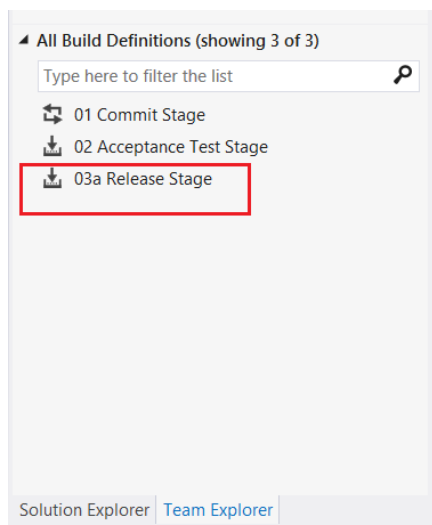 All Build Definitions (showing 3 of 3)
Type here to filter the list
01 Commit Stage
02 Acceptance Test Stage
03a Release Stage
Solution Explorer
Team Explorer